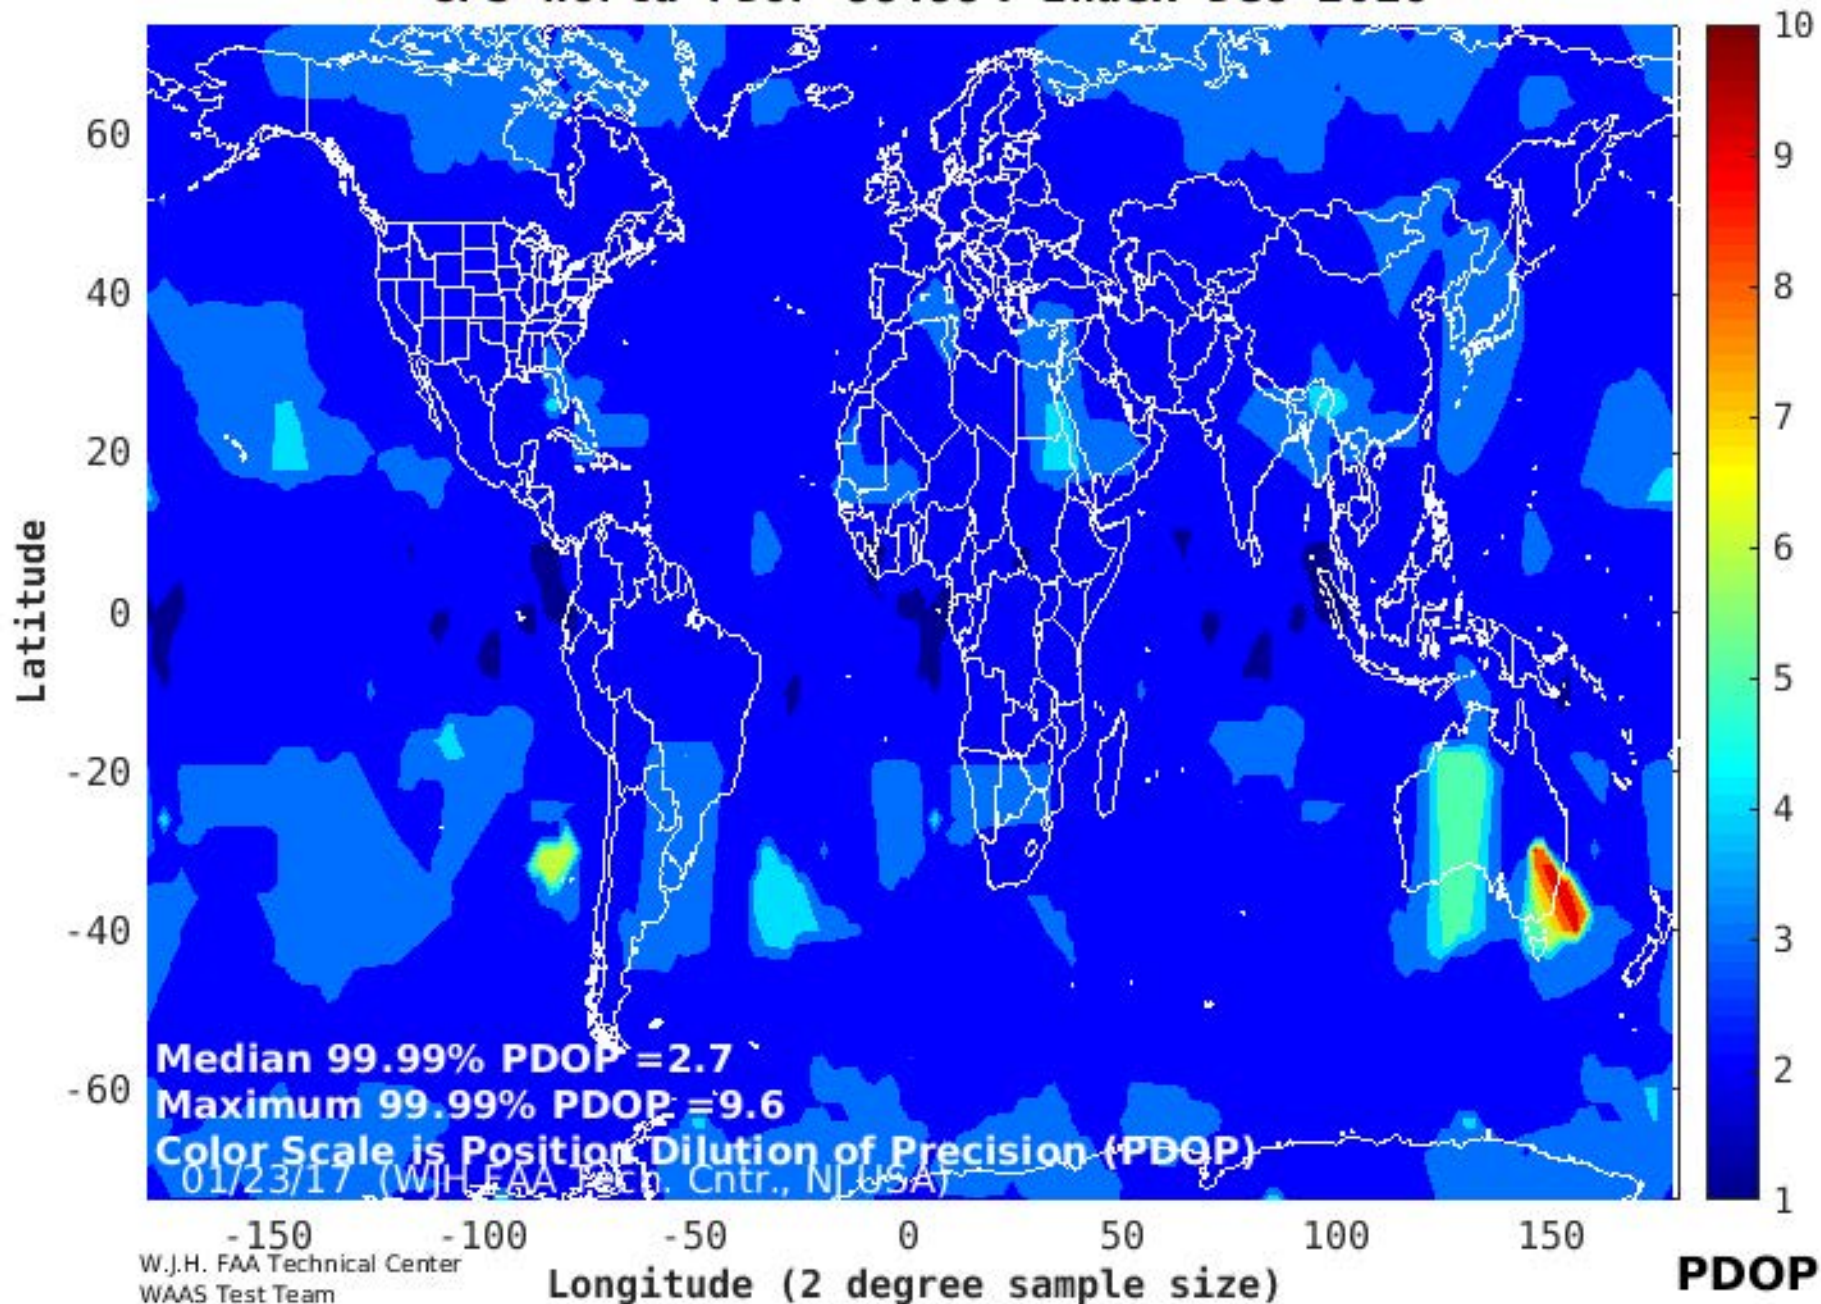 10
60
9
40
8
7
20
6
Latitude
0
5
-20
4
-40
3
Median 99.99% PDOP =2.7
2
-60
Maximum 99.99% PDOP =9.6
Color Scale is Position Dilution of Precision (PDOP)
01/23/17 (WJH FAA Tech. Cntr., NJ USA)
1
-150 -100 -50 0 50 100 150
W.J.H. FAA Technical Center
WAAS Test Team
Longitude (2 degree sample size)
PDOP